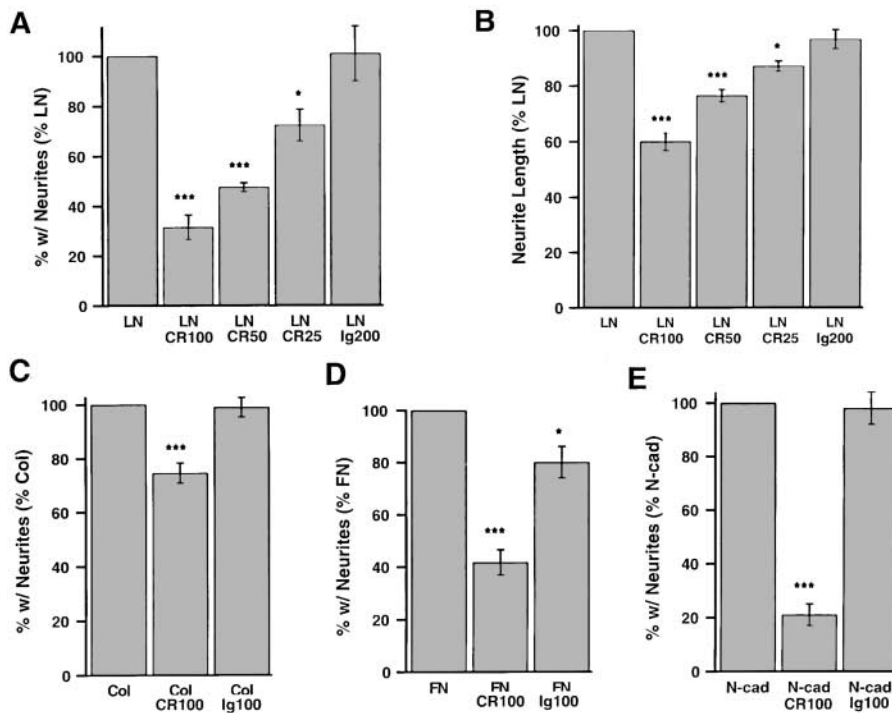 A
% w/ Neurites (% LN)
100
80
60
40
20
0
***
***
*
LN
LN
CR100
LN
CR50
LN
CR25
LN
Ig200
B
Neurite Length (% LN)
100
80
60
40
20
0
***
***
*
LN
LN
CR100
LN
CR50
LN
CR25
LN
Ig200
C
% w/ Neurites (% Col)
100
80
60
40
20
0
***
Col
Col
CR100
Col
Ig100
D
% w/ Neurites (% FN)
100
80
60
40
20
0
***
*
FN
FN
CR100
FN
Ig100
E
% w/ Neurites (% N-cad)
100
80
60
40
20
0
***
N-cad
N-cad
CR100
N-cad
Ig100